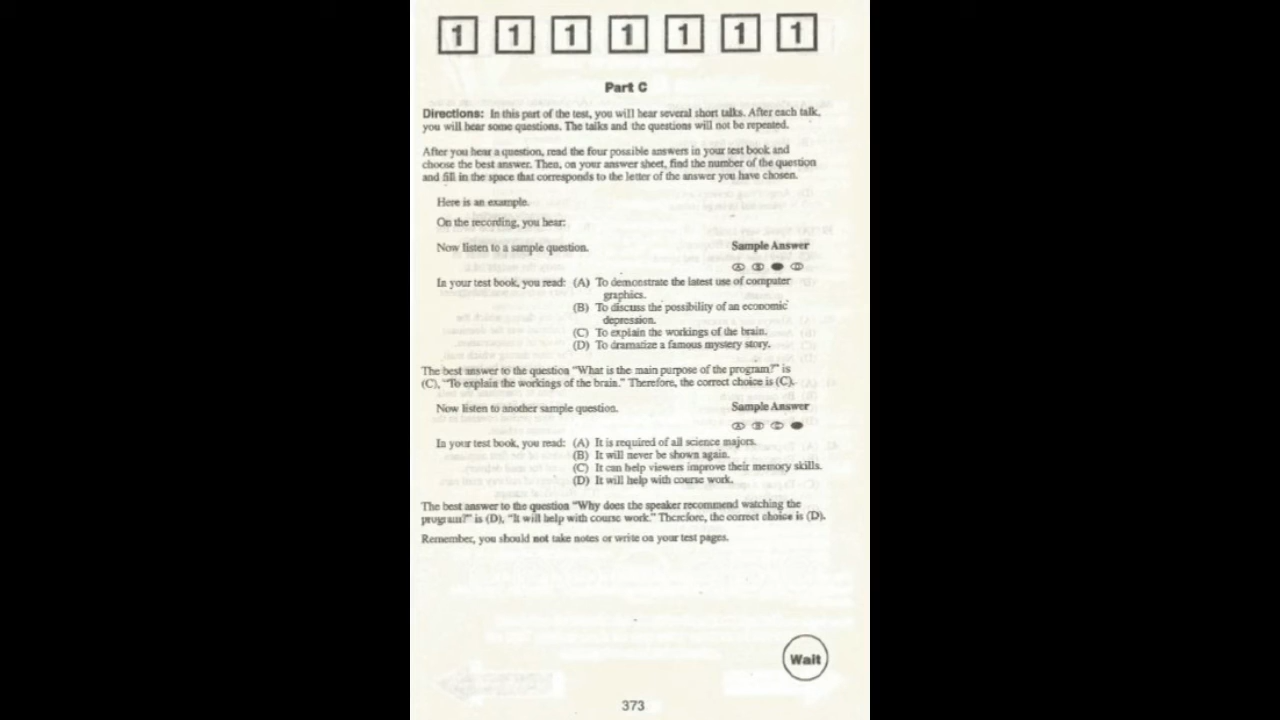 1 1 1 1 1 1 1
Part C
Directions: In this part of the test, you will hear several short talks. After each talk,
you will hear some questions. The talks and the questions will not be repeated.
After you hear a question, read the four possible answers in your test book and
choose the best answer. Then, on your answer sheet, find the number of the question
and fill in the space that corresponds to the letter of the answer you have chosen.
Here is an example.
On the recording, you hear:
Now listen to a sample question. Sample Answer
A B C D
In your test book, you read: (A) To demonstrate the latest use of computer
graphics.
(B) To discuss the possibility of an economic
depression.
(C) To explain the workings of the brain.
(D) To dramatize a famous mystery story.
The best answer to the question "What is the main purpose of the program?" is
(C), "To explain the workings of the brain." Therefore, the correct choice is (C).
Now listen to another sample question. Sample Answer
A B C
In your test book, you read: (A) It is required of all science majors.
(B) It will never be shown again.
(C) It can help viewers improve their memory skills.
(D) It will help with course work.
The best answer to the question "Why does the speaker recommend watching the
program?" is (D), "It will help with course work." Therefore, the correct choice is (D).
Remember, you should not take notes or write on your test pages.
Wait
373